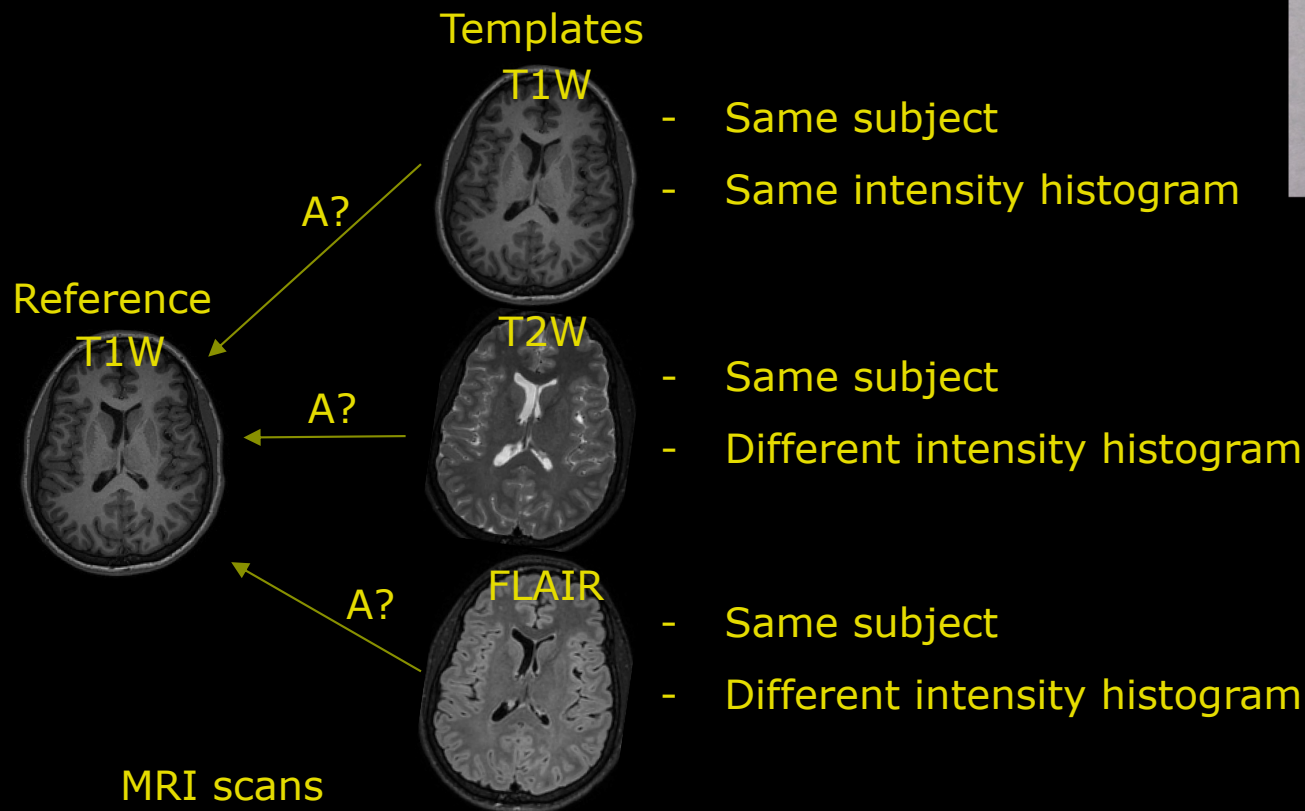 Templates
T1W
- Same subject
- Same intensity histogram
A?
Reference
T1W
T2W
- Same subject
- Different intensity histogram
A?
FLAIR
- Same subject
- Different intensity histogram
A?
MRI scans